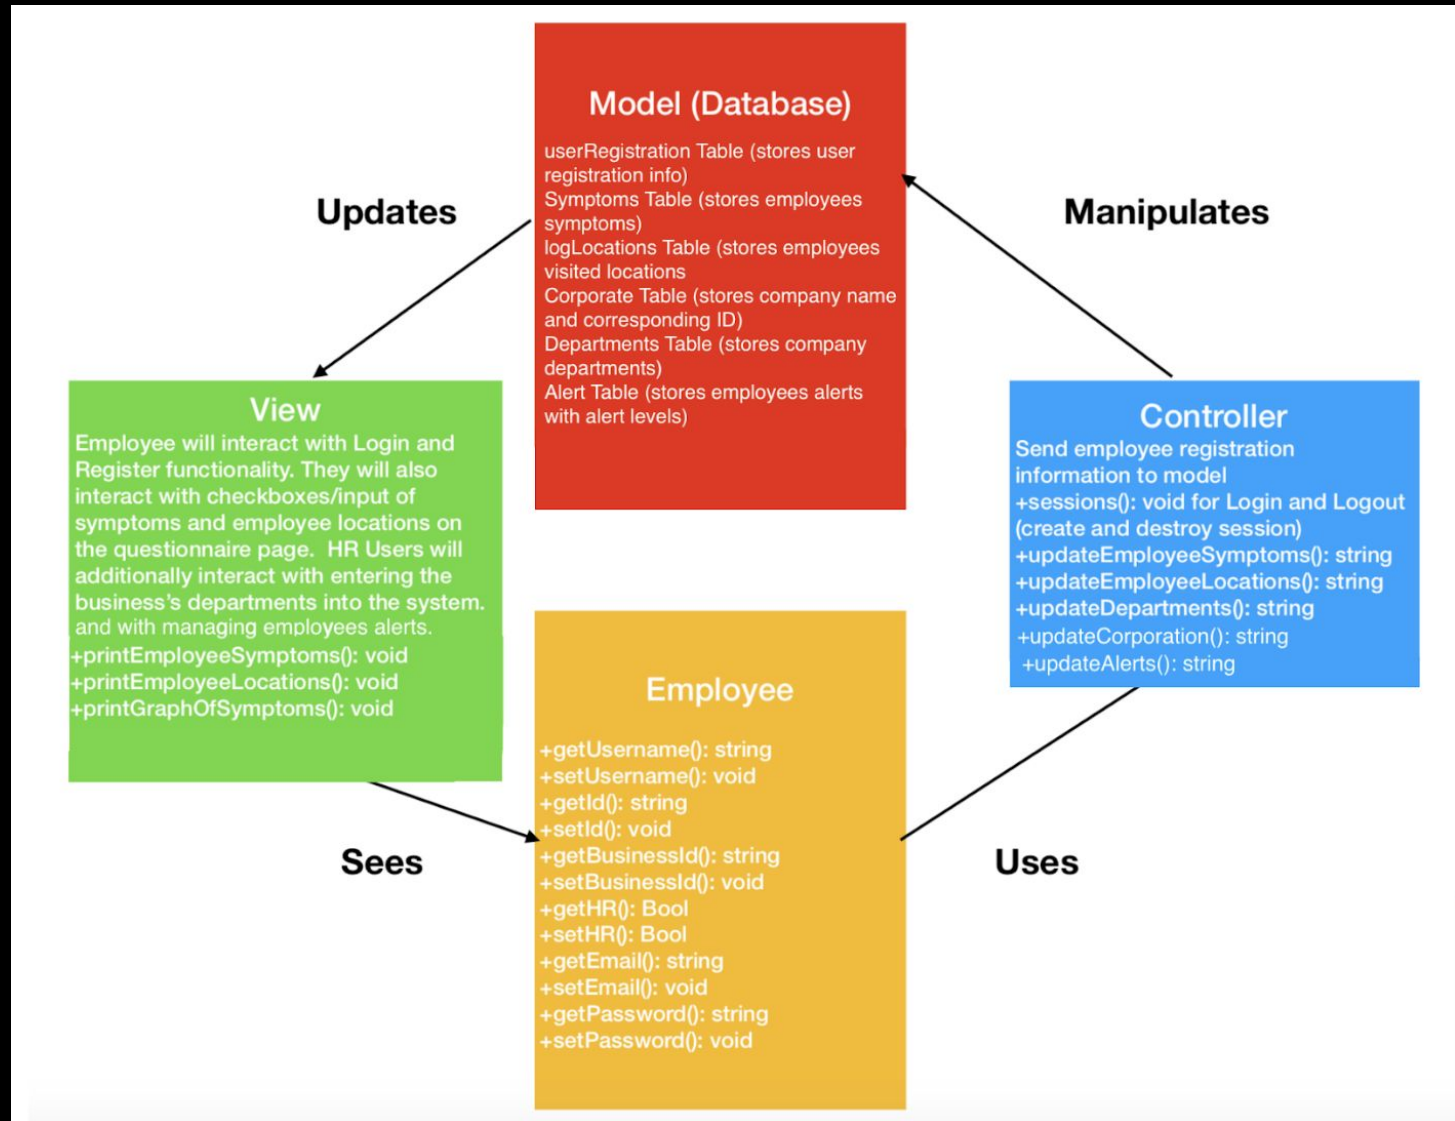 Model (Database)
userRegistration Table (stores user
registration info)
Symptoms Table (stores employees
symptoms)
logLocations Table (stores employees
visited locations
Corporate Table (stores company name
and corresponding ID)
Departments Table (stores company
departments)
Alert Table (stores employees alerts
with alert levels)
Updates
Manipulates
View
Employee will interact with Login and
Register functionality. They will also
interact with checkboxes/input of
symptoms and employee locations on
the questionnaire page.  HR Users will
additionally interact with entering the
business's departments into the system.
and with managing employees alerts.
+printEmployeeSymptoms(): void
+printEmployeeLocations(): void
+printGraphOfSymptoms(): void
Controller
Send employee registration
information to model
+sessions(): void for Login and Logout
(create and destroy session)
+updateEmployeeSymptoms(): string
+updateEmployeeLocations(): string
+updateDepartments(): string
+updateCorporation(): string
+updateAlerts(): string
Employee
+getUsername(): string
+setUsername(): void
+getId(): string
+setId(): void
+getBusinessId(): string
+setBusinessId(): void
+getHR(): Bool
+setHR(): Bool
+getEmail(): string
+setEmail(): void
+getPassword(): string
+setPassword(): void
Sees
Uses